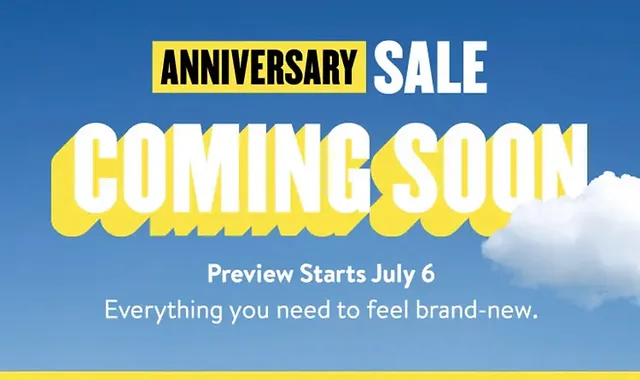 ANNIVERSARY SALE
COMING SOON
Preview Starts July 6
Everything you need to feel brand-new.